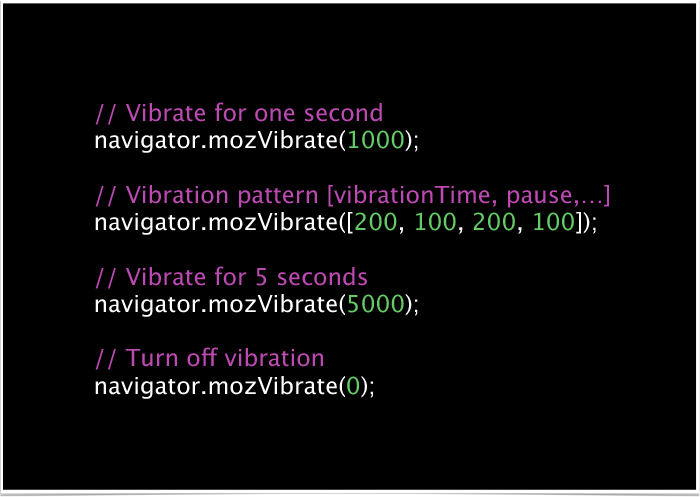 // Vibrate for one second
navigator.mozVibrate(1000);
// Vibration pattern [vibrationTime, pause,…]
navigator.mozVibrate([200, 100, 200, 100]);
// Vibrate for 5 seconds
navigator.mozVibrate(5000);
// Turn off vibration
navigator.mozVibrate(0);